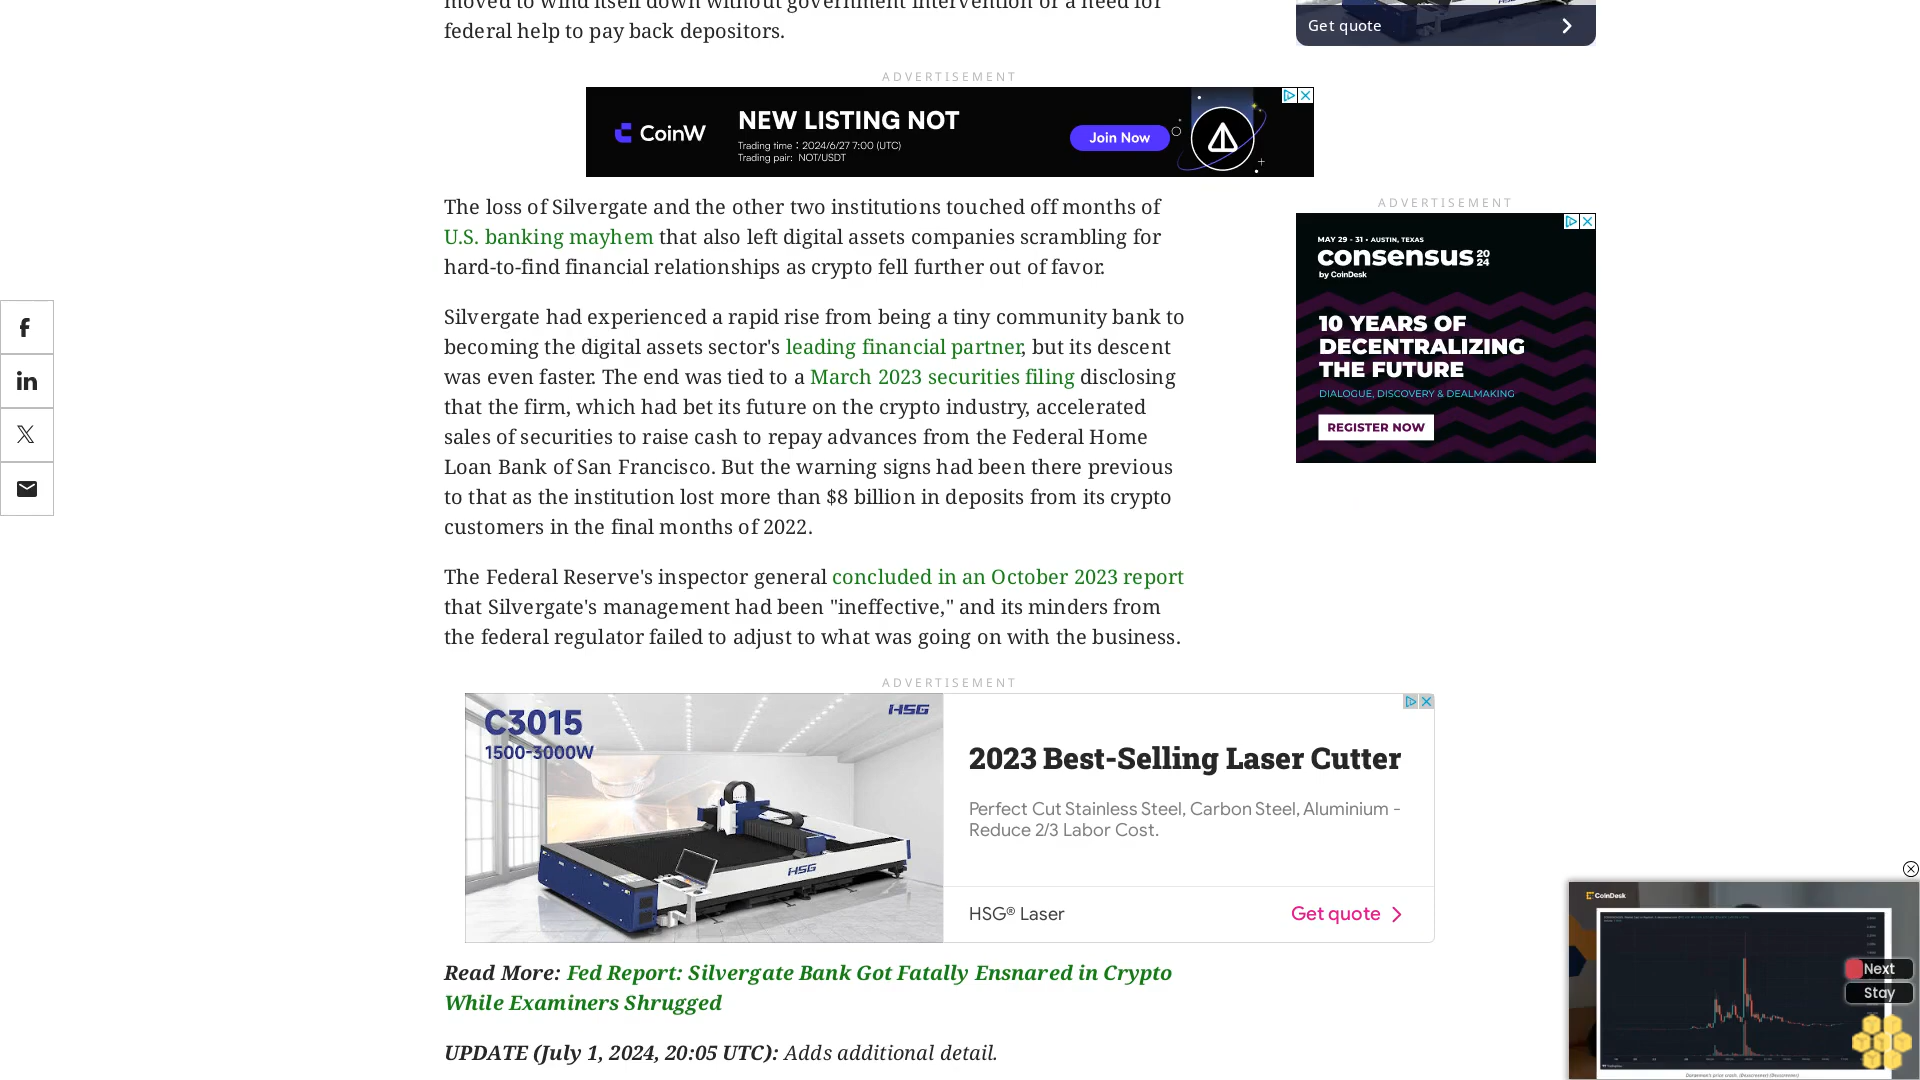 moved to wind itself down without government intervention or a need for
federal help to pay back depositors.
Get quote
ADVERTISEMENT
CoinW
NEW LISTING NOT
Trading time : 2024/6/27 7:00 (UTC)
Trading pair: NOT/USDT
Join Now
The loss of Silvergate and the other two institutions touched off months of
U.S. banking mayhem that also left digital assets companies scrambling for
hard-to-find financial relationships as crypto fell further out of favor.
ADVERTISEMENT
MAY 29 - 31 • AUSTIN, TEXAS
consensus 2024
by CoinDesk
10 YEARS OF
DECENTRALIZING
THE FUTURE
DIALOGUE, DISCOVERY & DEALMAKING
REGISTER NOW
Silvergate had experienced a rapid rise from being a tiny community bank to
becoming the digital assets sector's leading financial partner, but its descent
was even faster. The end was tied to a March 2023 securities filing disclosing
that the firm, which had bet its future on the crypto industry, accelerated
sales of securities to raise cash to repay advances from the Federal Home
Loan Bank of San Francisco. But the warning signs had been there previous
to that as the institution lost more than $8 billion in deposits from its crypto
customers in the final months of 2022.
The Federal Reserve's inspector general concluded in an October 2023 report
that Silvergate's management had been "ineffective," and its minders from
the federal regulator failed to adjust to what was going on with the business.
ADVERTISEMENT
C3015
1500-3000W
HSG
HSG
2023 Best-Selling Laser Cutter
Perfect Cut Stainless Steel, Carbon Steel, Aluminium -
Reduce 2/3 Labor Cost.
HSG® Laser
Get quote
Read More: Fed Report: Silvergate Bank Got Fatally Ensnared in Crypto
While Examiners Shrugged
UPDATE (July 1, 2024, 20:05 UTC): Adds additional detail.
CoinDesk
Next
Stay